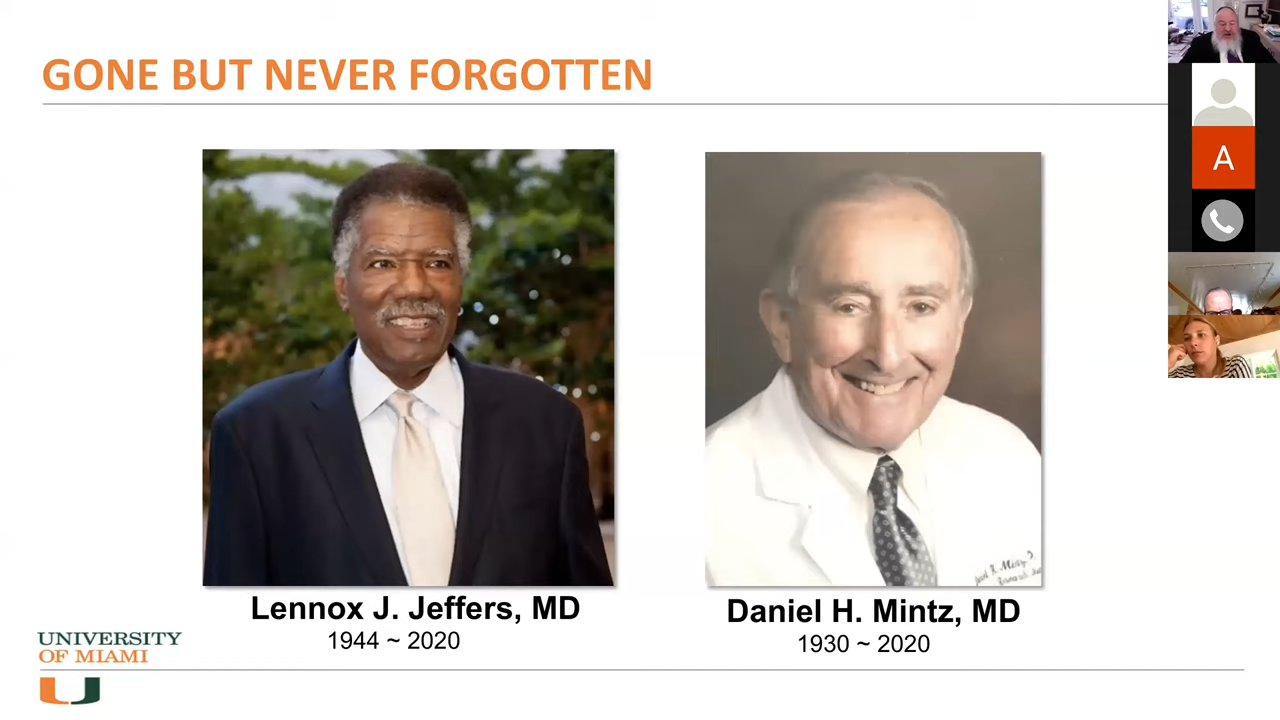 GONE BUT NEVER FORGOTTEN
A
Lennox J. Jeffers, MD
1944 ~ 2020
Daniel H. Mintz, MD
1930 ~ 2020
UNIVERSITY
OF MIAMI